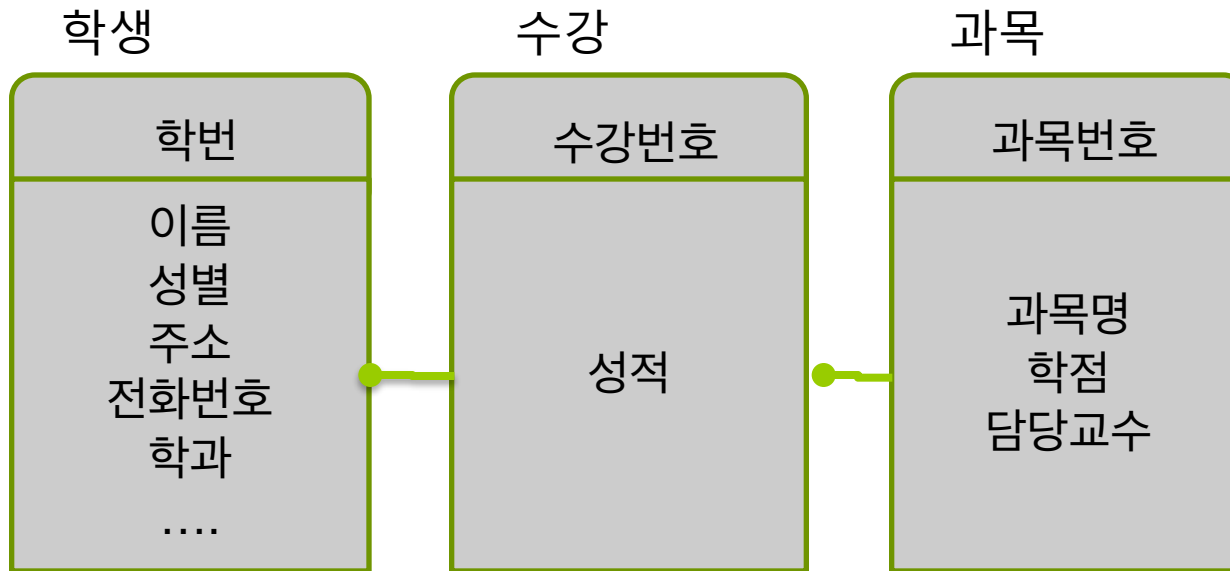 학생
학번
이름
성별
주소
전화번호
학과
....
수강
수강번호
성적
과목
과목번호
과목명
학점
담당교수